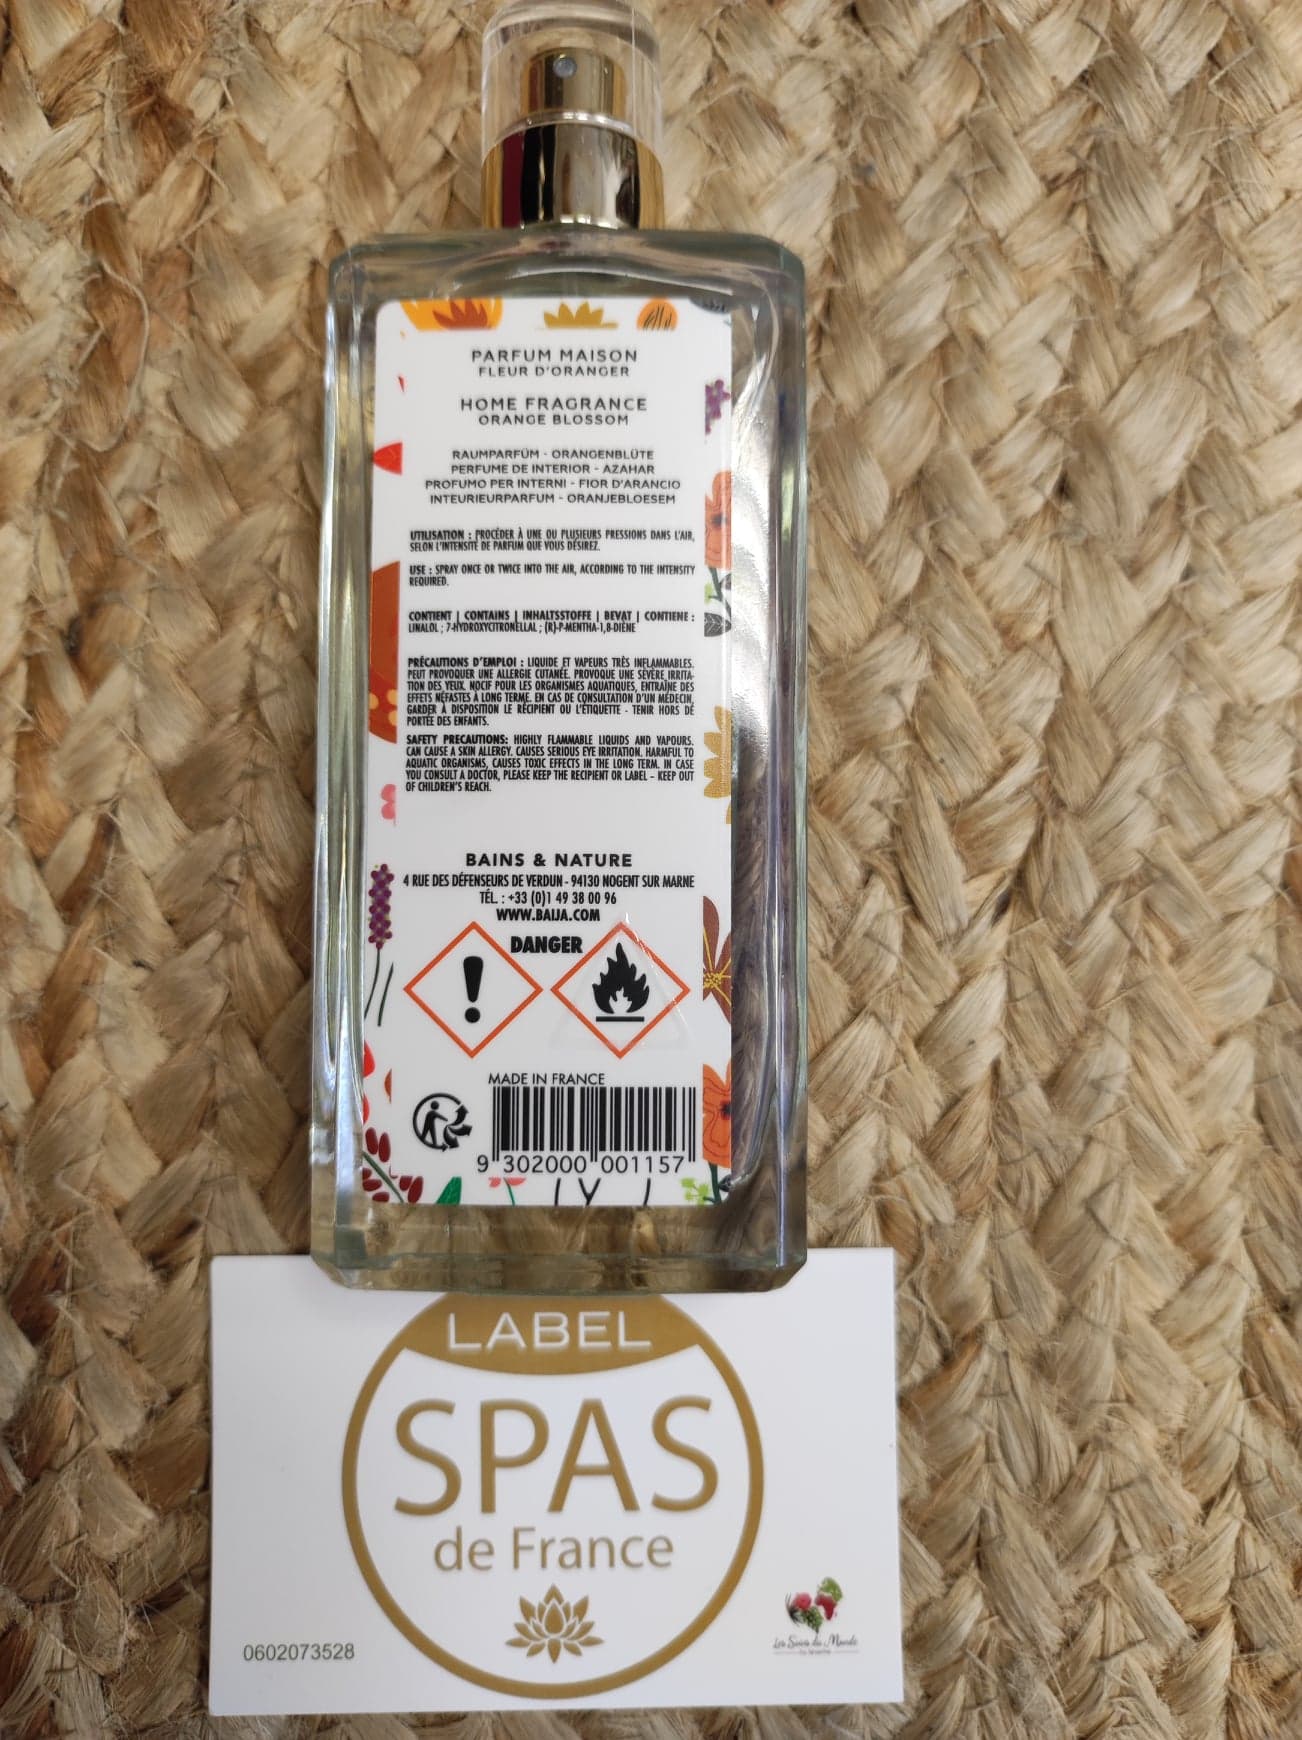 PARFUM MAISON
FLEUR D'ORANGER
HOME FRAGRANCE
ORANGE BLOSSOM
RAUMPARFÜM - ORANGENBLÜTE
PERFUME DE INTERIOR - AZAHAR
PROFUMO PER INTERNI - FIOR D'ARANCIO
INTEURIEURPARFUM - ORANJEBLOESEM
UTILISATION : PROCÉDER À UNE OU PLUSIEURS PRESSIONS DANS L'AIR,
SELON L'INTENSITÉ DE PARFUM QUE VOUS DÉSIREZ.
USE : SPRAY ONCE OR TWICE INTO THE AIR, ACCORDING TO THE INTENSITY
REQUIRED.
CONTIENT | CONTAINS | INHALTSSTOFFE | BEVAT | CONTIENE :
LINALOL ; 7-HYDROXYCITRONELLAL ; (R)-P-MENTHA-1,8-DIÈNE
PRÉCAUTIONS D'EMPLOI : LIQUIDE ET VAPEURS TRÈS INFLAMMABLES.
PEUT PROVOQUER UNE ALLERGIE CUTANÉE. PROVOQUE UNE SÉVÈRE IRRITA-
TION DES YEUX. NOCIF POUR LES ORGANISMES AQUATIQUES, ENTRAÎNE DES
EFFETS NÉFASTES À LONG TERME. EN CAS DE CONSULTATION D'UN MÉDECIN,
GARDER À DISPOSITION LE RÉCIPIENT OU L'ÉTIQUETTE - TENIR HORS DE
PORTÉE DES ENFANTS.
SAFETY PRECAUTIONS: HIGHLY FLAMMABLE LIQUIDS AND VAPOURS.
CAN CAUSE A SKIN ALLERGY. CAUSES SERIOUS EYE IRRITATION. HARMFUL TO
AQUATIC ORGANISMS, CAUSES TOXIC EFFECTS IN THE LONG TERM. IN CASE
YOU CONSULT A DOCTOR, PLEASE KEEP THE RECIPIENT OR LABEL – KEEP OUT
OF CHILDREN'S REACH.
BAINS & NATURE
4 RUE DES DÉFENSEURS DE VERDUN - 94130 NOGENT SUR MARNE
TÉL. : +33 (0)1 49 38 00 96
WWW.BAIJA.COM
DANGER
MADE IN FRANCE
9 302000 001157
LABEL
SPAS
de France
0602073528
Les Soins du Monde